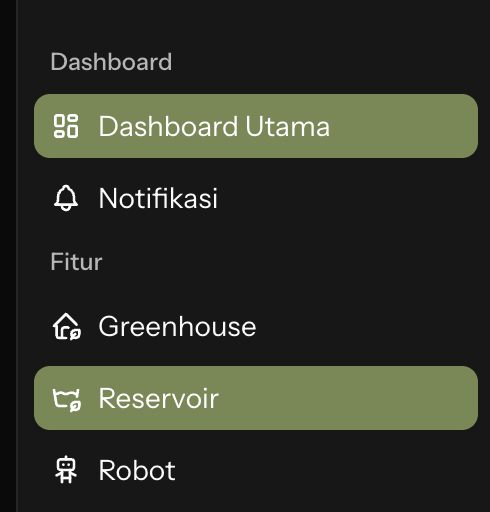 Dashboard
Dashboard Utama
Notifikasi
Fitur
Greenhouse
Reservoir
Robot